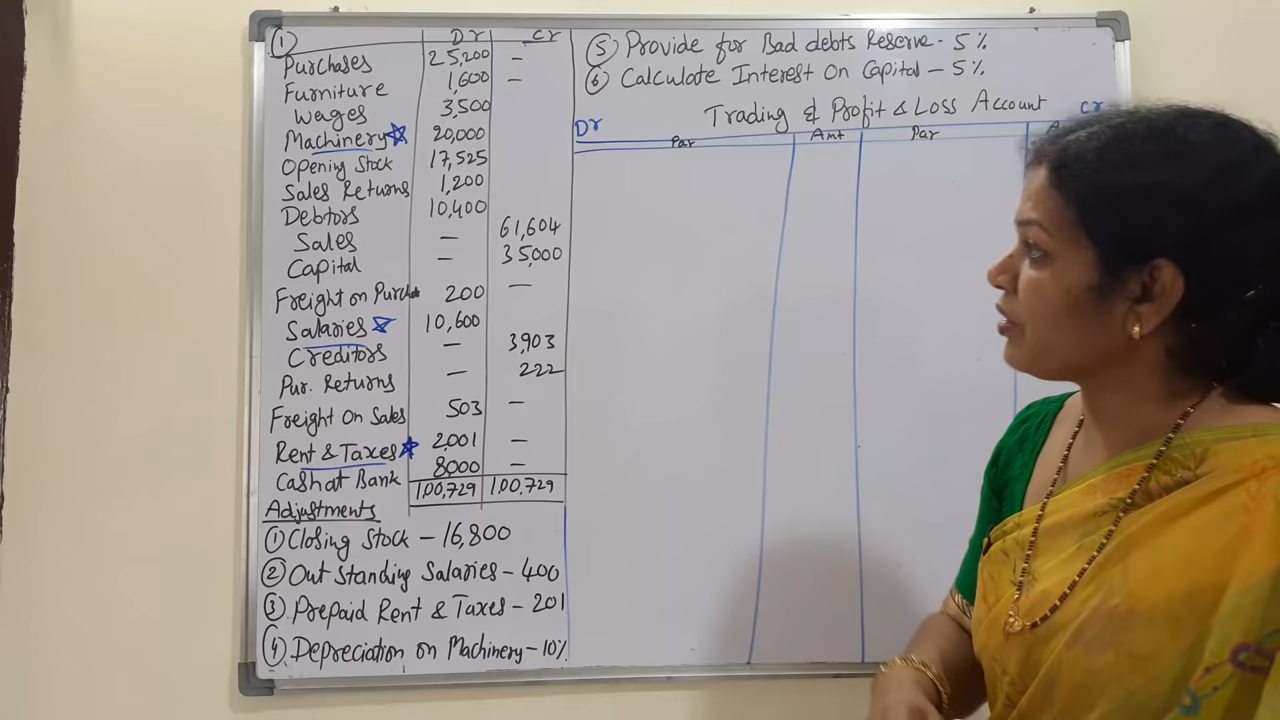 ① Dr Cr
Purchases 25,200 –
Furniture 1,600 –
Wages 3,500
Machinery 20,000
Opening Stock 17,525
Sales Returns 1,200
Debtors 10,400
Sales – 61,604
Capital – 35,000
Freight on Purch 200 –
Salaries 10,600
Creditors – 3,903
Pur. Returns – 222
Freight On Sales 503 –
Rent & Taxes 2,001 –
Cash at Bank 8,000 –
1,00,729 1,00,729
Adjustments
① Closing Stock – 16,800
② Out Standing Salaries – 400
③ Prepaid Rent & Taxes – 201
④ Depreciation on Machinery – 10%
⑤ Provide for Bad debts Reserve - 5%
⑥ Calculate Interest On Capital – 5%
Trading & Profit & Loss Account
Dr Cr
Par Amt Par A